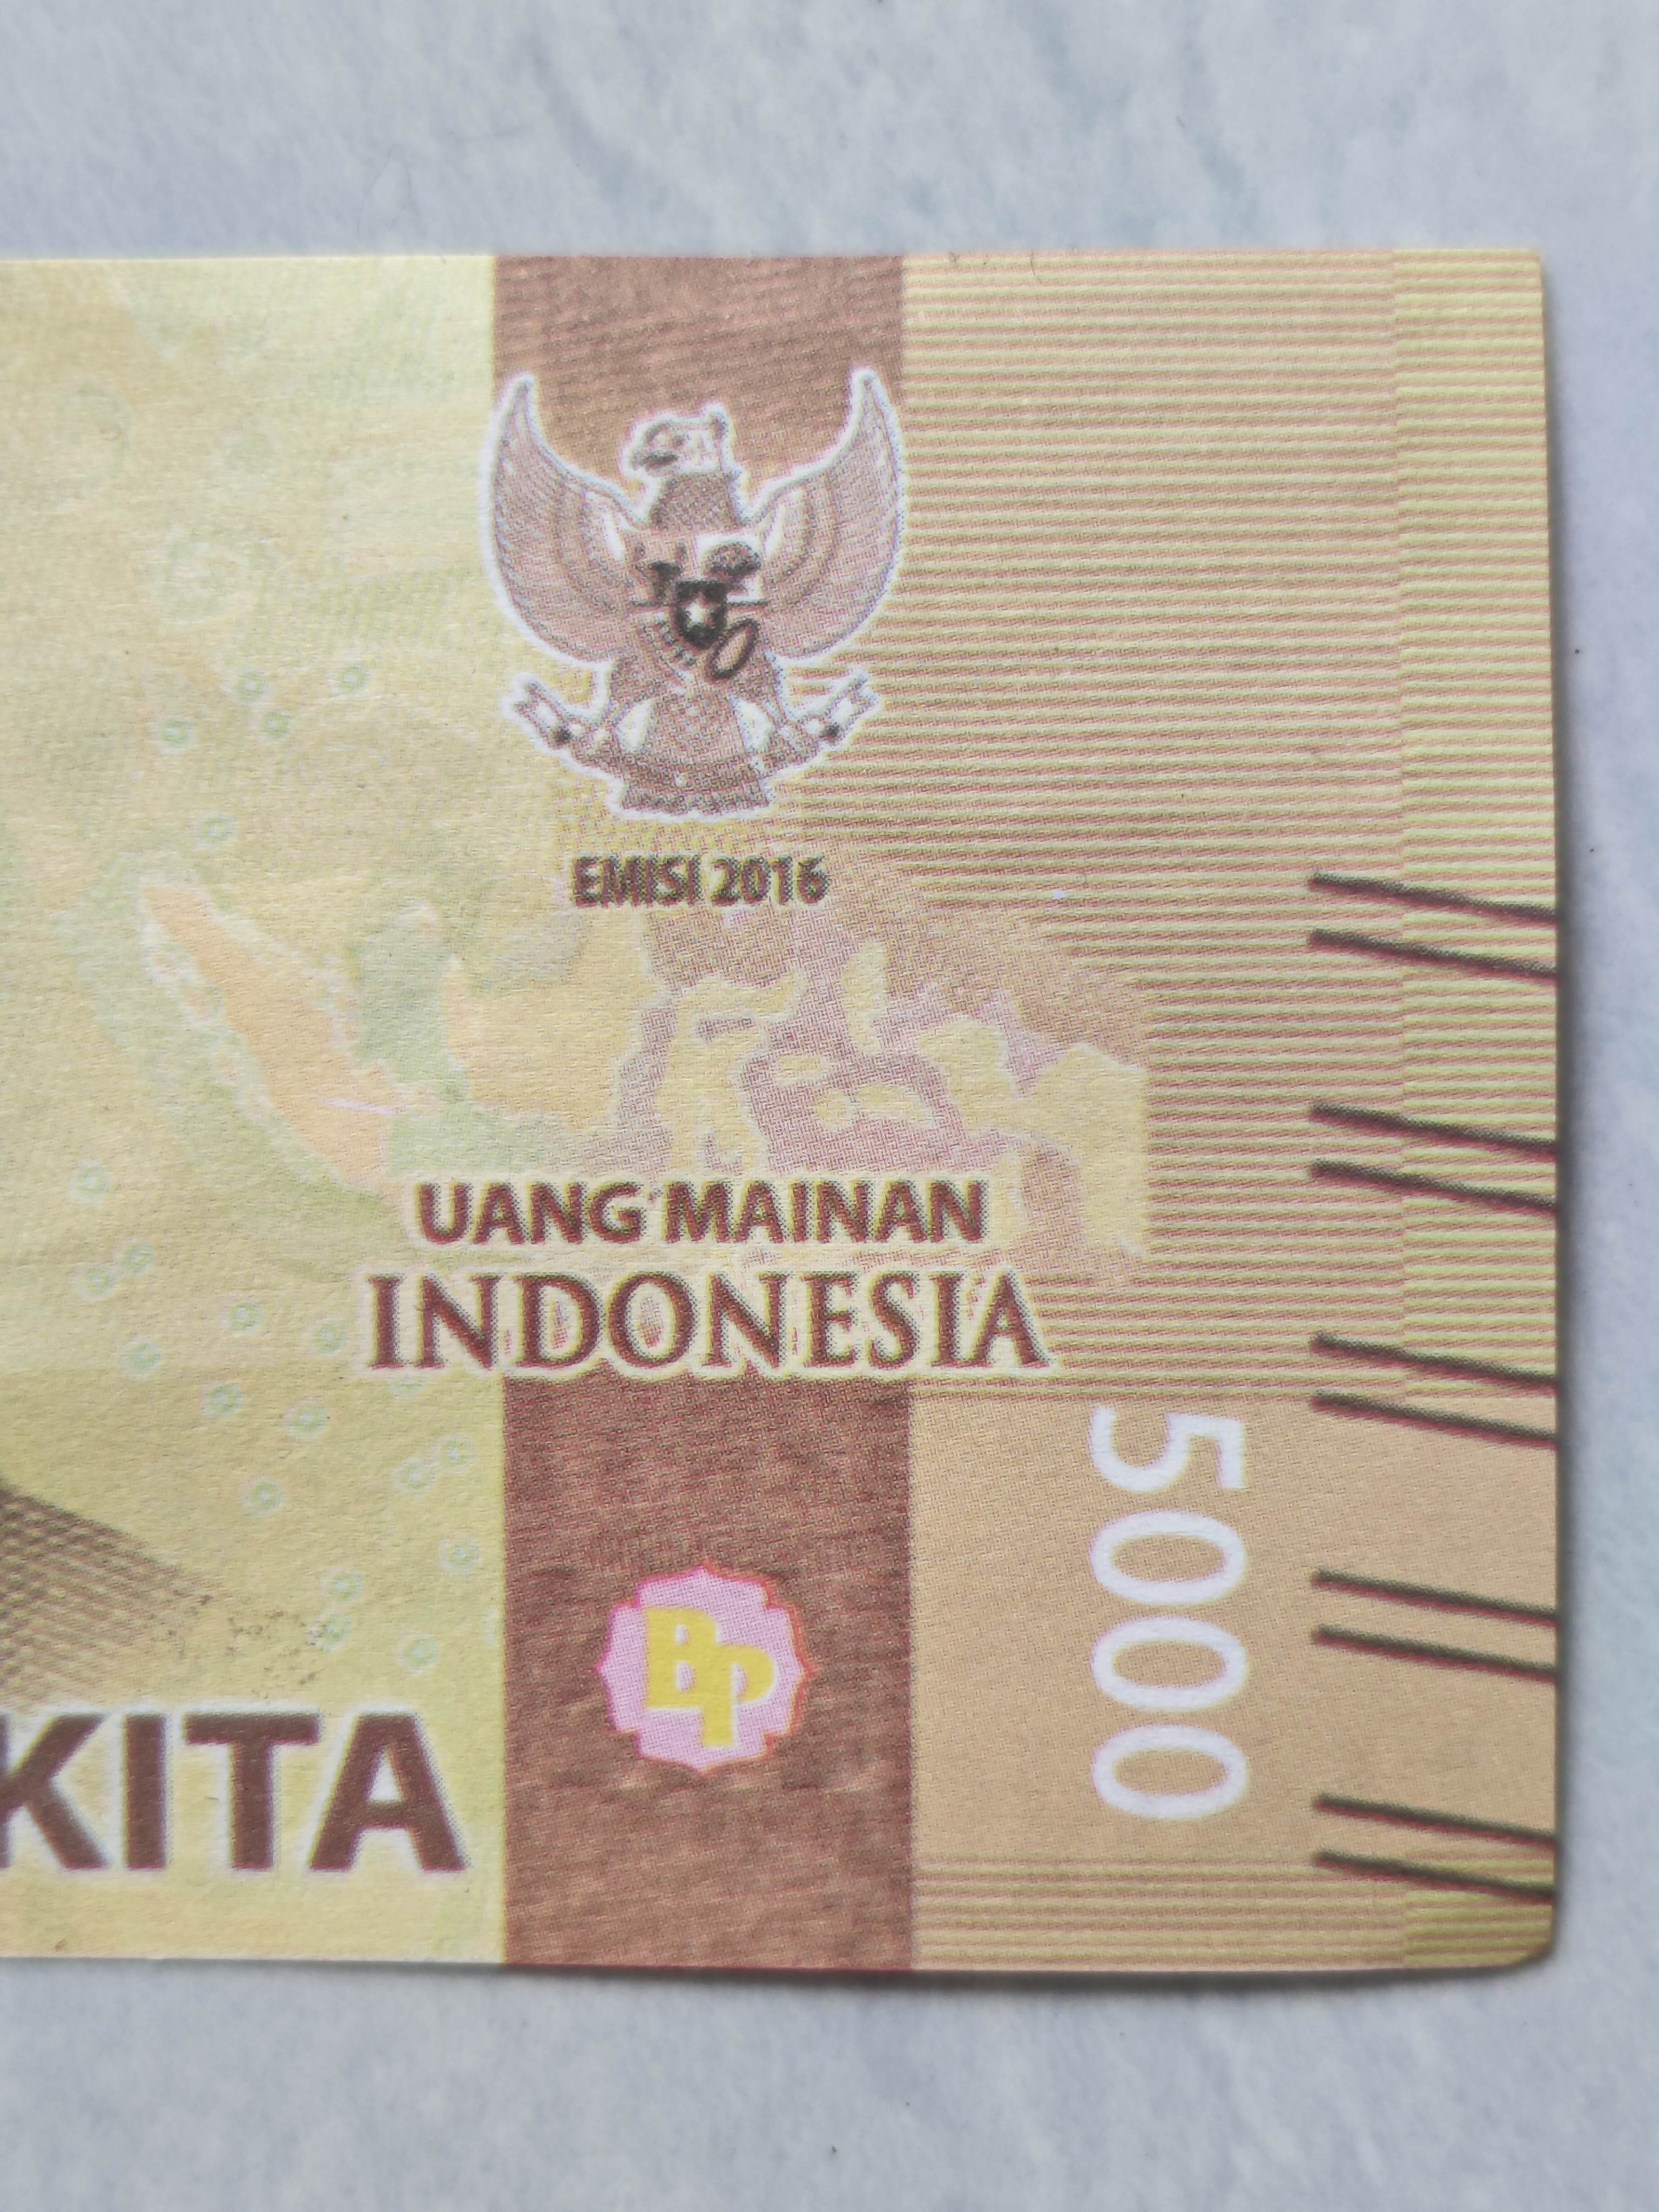 EMISI 2016
UANG MAINAN
INDONESIA
5000
BP
KITA